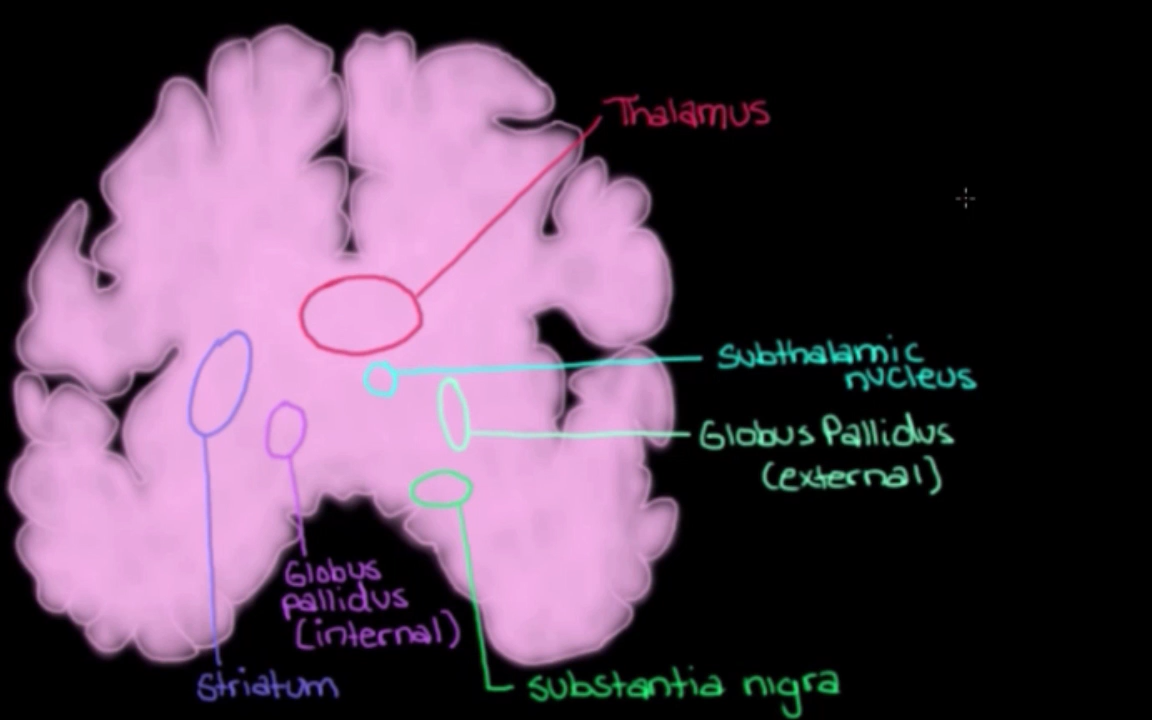 Thalamus
Subthalamic
nucleus
Globus Pallidus
(external)
Globus
pallidus
(internal)
Striatum
substantia nigra